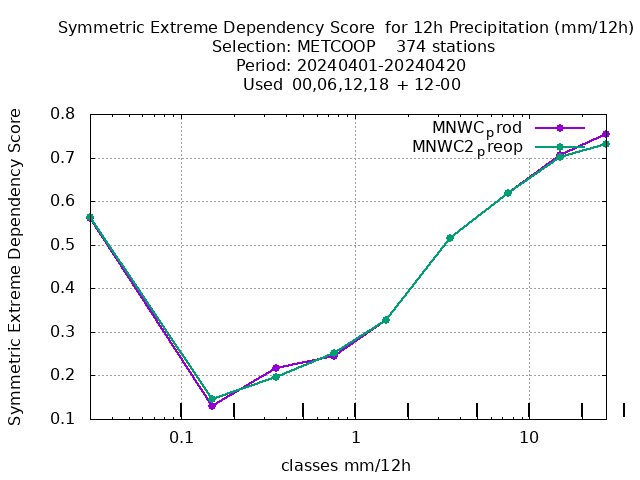 Symmetric Extreme Dependency Score  for 12h Precipitation (mm/12h)
Selection: METCOOP    374 stations
Period: 20240401-20240420
Used  00,06,12,18  + 12-00
MNWCprod
MNWC2preop
Symmetric Extreme Dependency Score
0.8
0.7
0.6
0.5
0.4
0.3
0.2
0.1
0.1
1
10
classes mm/12h